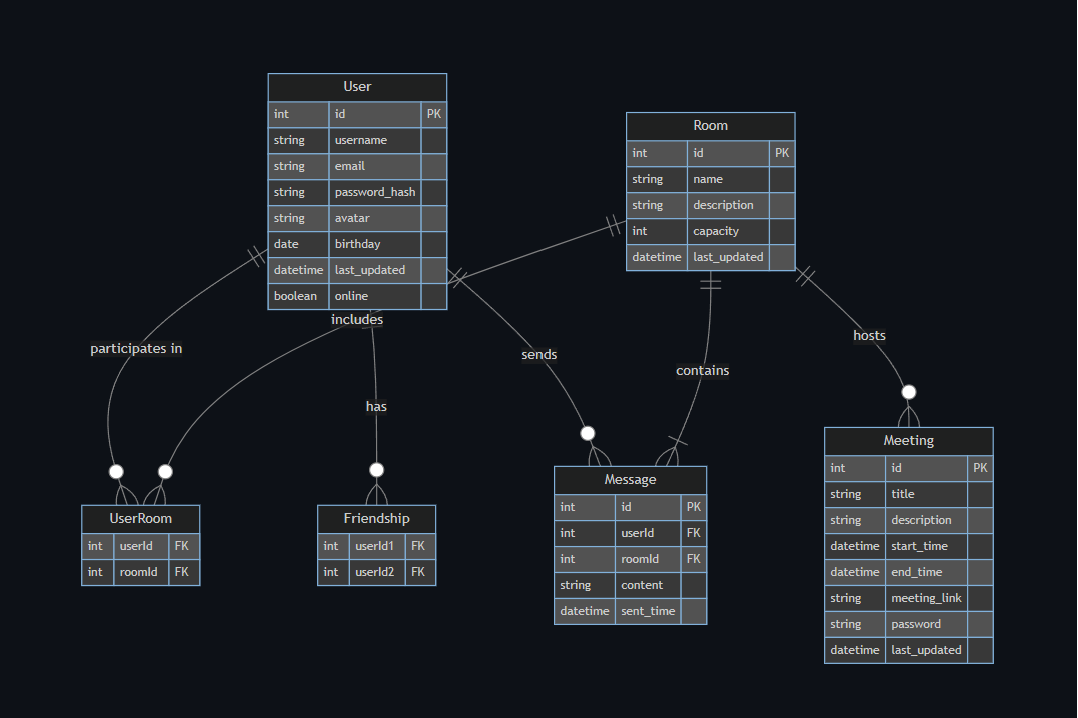 User
int id PK
string username
string email
string password_hash
string avatar
date birthday
datetime last_updated
boolean online
Room
int id PK
string name
string description
int capacity
datetime last_updated
includes
participates in
sends
hosts
contains
has
UserRoom
int userId FK
int roomId FK
Friendship
int userId1 FK
int userId2 FK
Message
int id PK
int userId FK
int roomId FK
string content
datetime sent_time
Meeting
int id PK
string title
string description
datetime start_time
datetime end_time
string meeting_link
string password
datetime last_updated